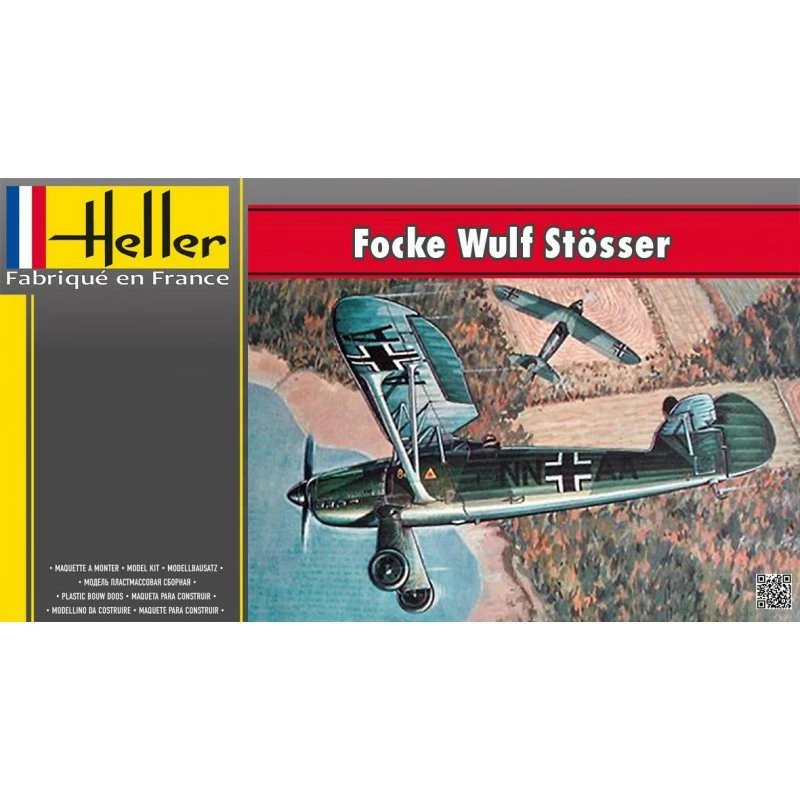 Heller
Fabriqué en France
Focke Wulf Stösser
NN AA
• MAQUETTE A MONTER • MODEL KIT • MODELLBAUSATZ •
• МОДЕЛЬ ПЛАСТМАССОВАЯ СБОРНАЯ •
• PLASTIC BOUW DOOS • MAQUETA PARA CONSTRUIR •
• MODELLINO DA COSTRUIRE • MAQUETE PARA CONSTRUIR •